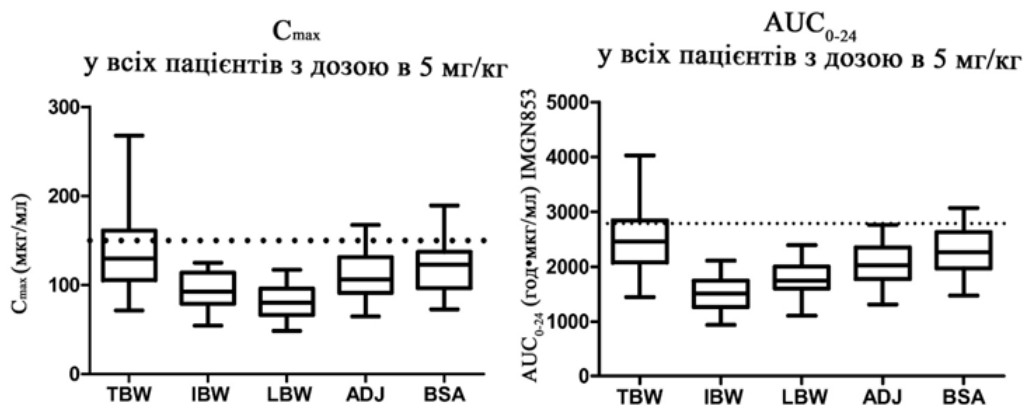 Cmax
у всіх пацієнтів з дозою в 5 мг/кг
Cmax (мкг/мл)
300
200
100
0
TBW IBW LBW ADJ BSA
AUC0-24
у всіх пацієнтів з дозою в 5 мг/кг
AUC0-24 (год•мкг/мл) IMGN853
5000
4000
3000
2000
1000
0
TBW IBW LBW ADJ BSA